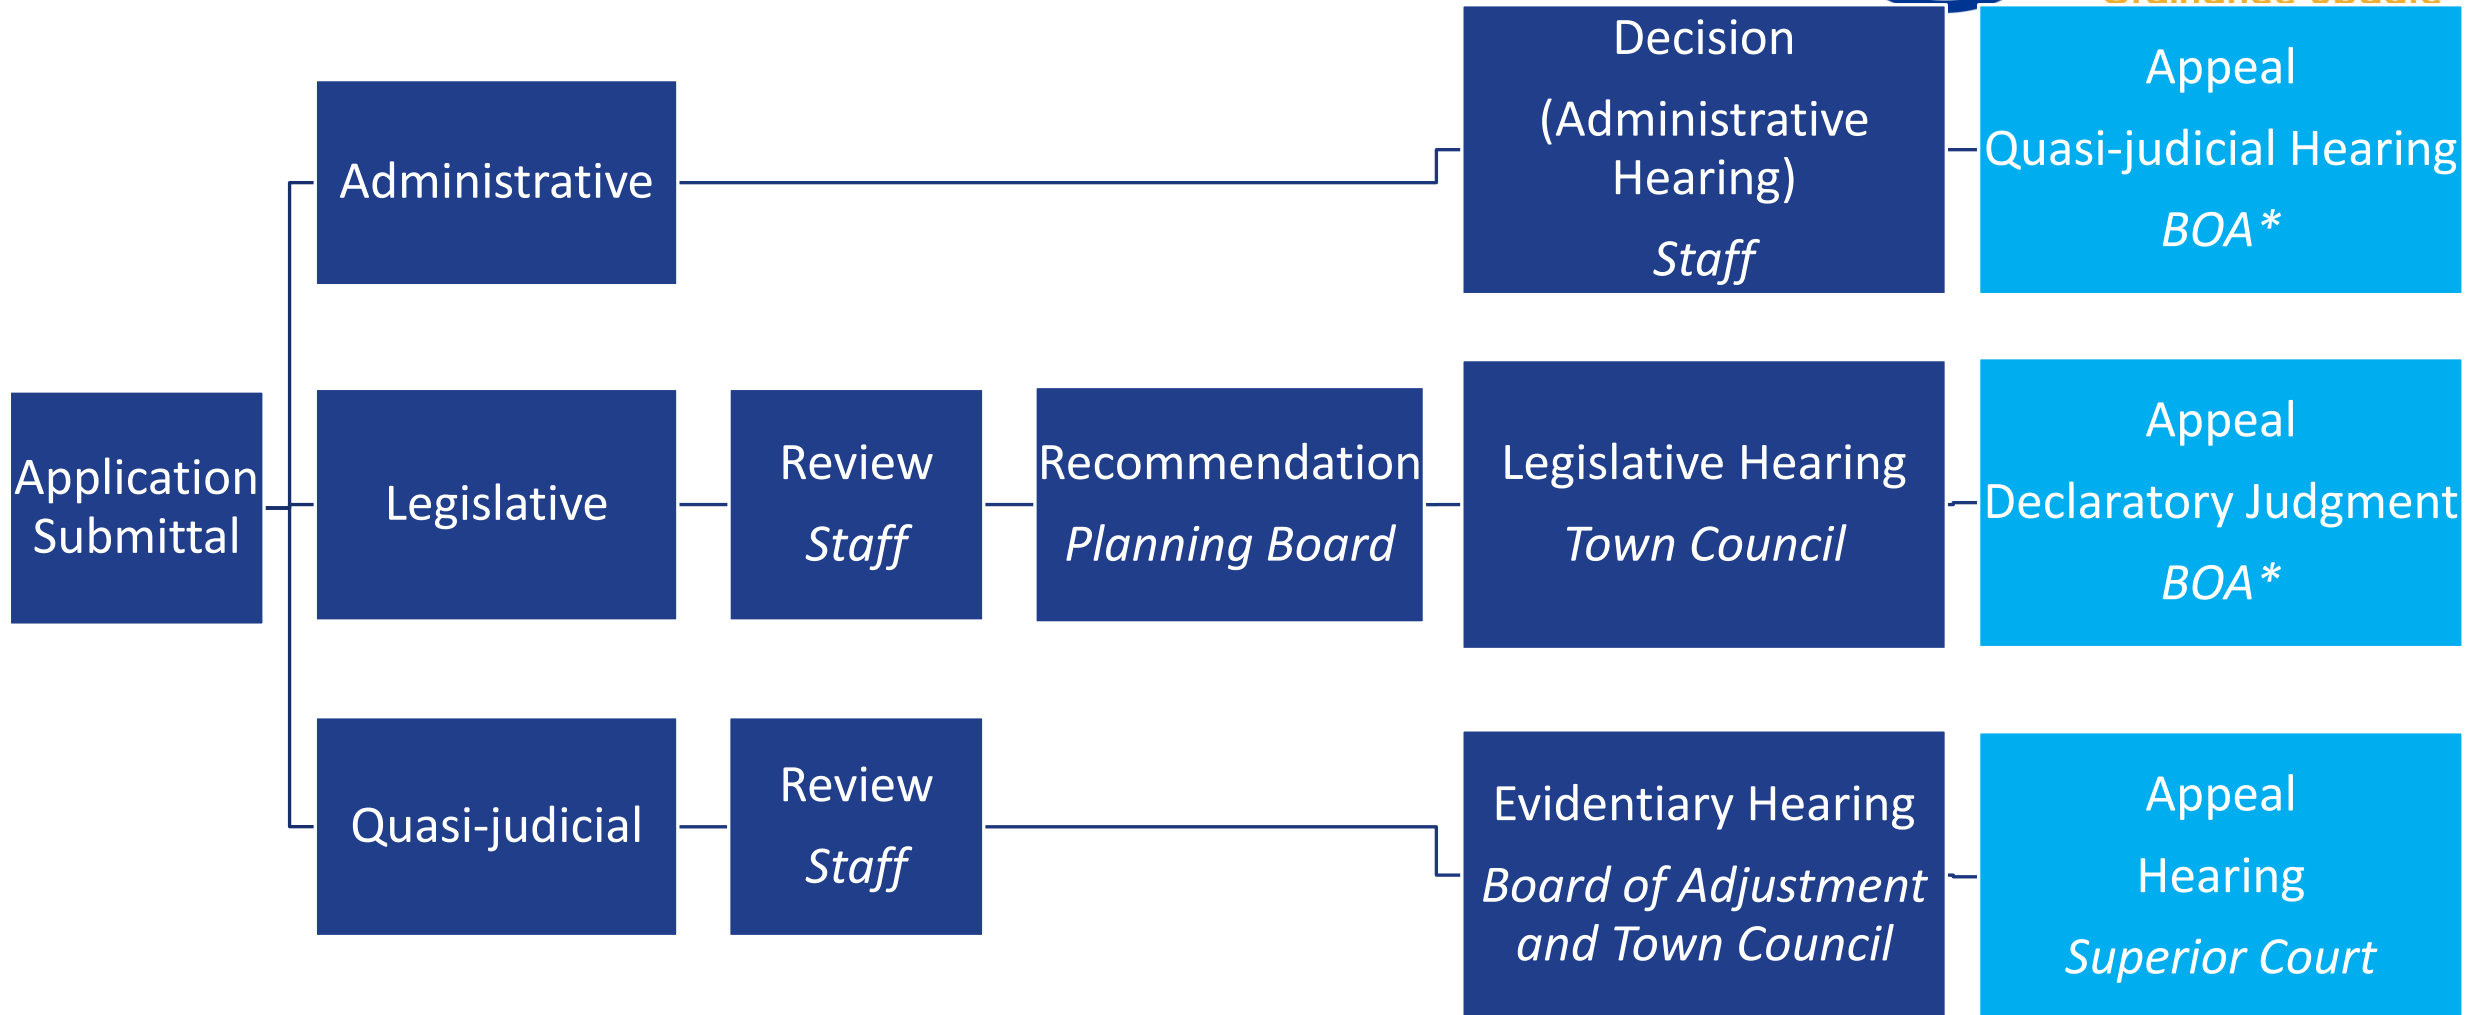 Decision
(Administrative
Hearing)
Staff
Appeal
Quasi-judicial Hearing
BOA*
Administrative
Application
Submittal
Legislative
Review
Staff
Recommendation
Planning Board
Legislative Hearing
Town Council
Appeal
Declaratory Judgment
BOA*
Quasi-judicial
Review
Staff
Evidentiary Hearing
Board of Adjustment
and Town Council
Appeal
Hearing
Superior Court